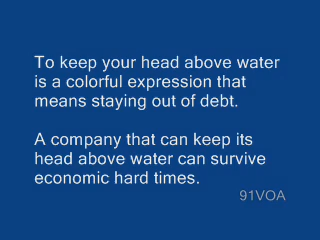 To keep your head above water
is a colorful expression that
means staying out of debt.
A company that can keep its
head above water can survive
economic hard times.
91VOA